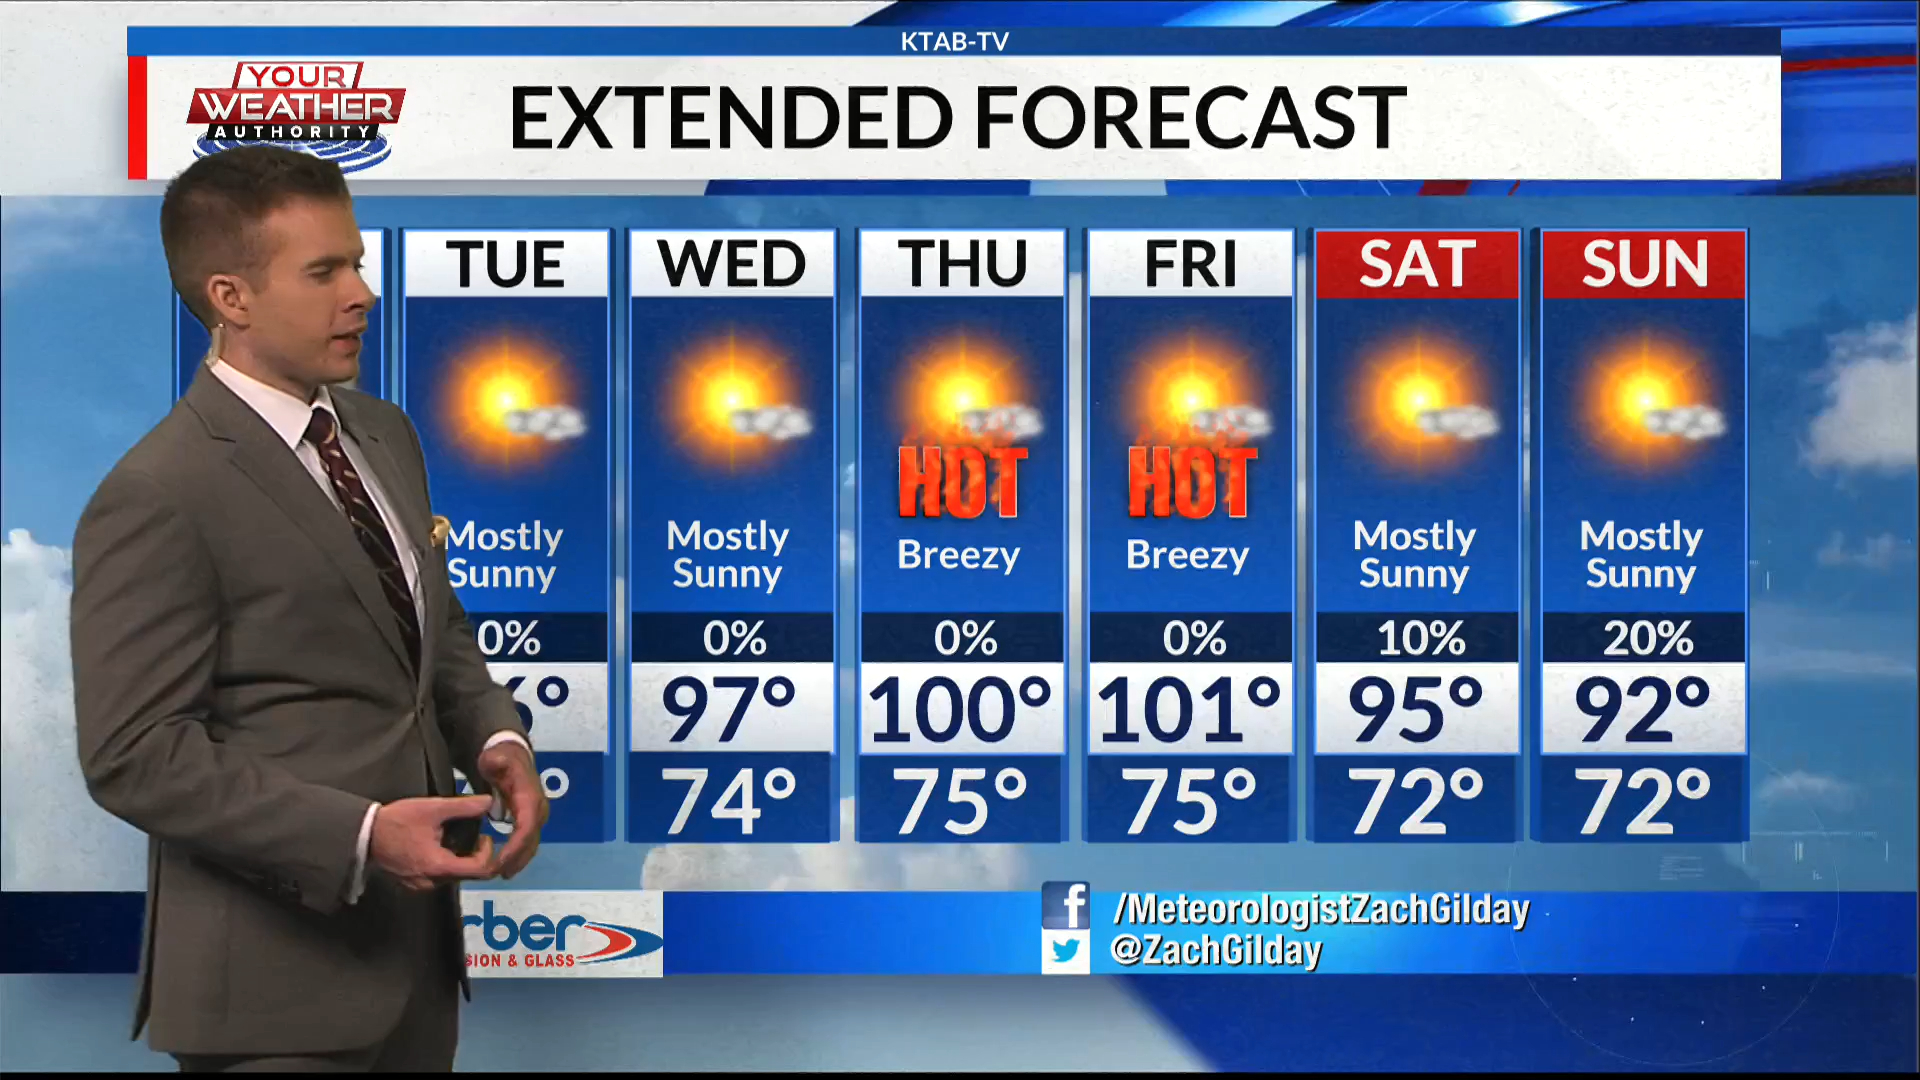 KTAB-TV
YOUR
WEATHER
AUTHORITY
EXTENDED FORECAST
TUE WED THU FRI SAT SUN
HOT HOT
Mostly Sunny
Mostly Sunny
Breezy
Breezy
Mostly Sunny
Mostly Sunny
0% 0% 0% 0% 10% 20%
97° 100° 101° 95° 92°
74° 75° 75° 72° 72°
& GLASS
/MeteorologistZachGilday
@ZachGilday